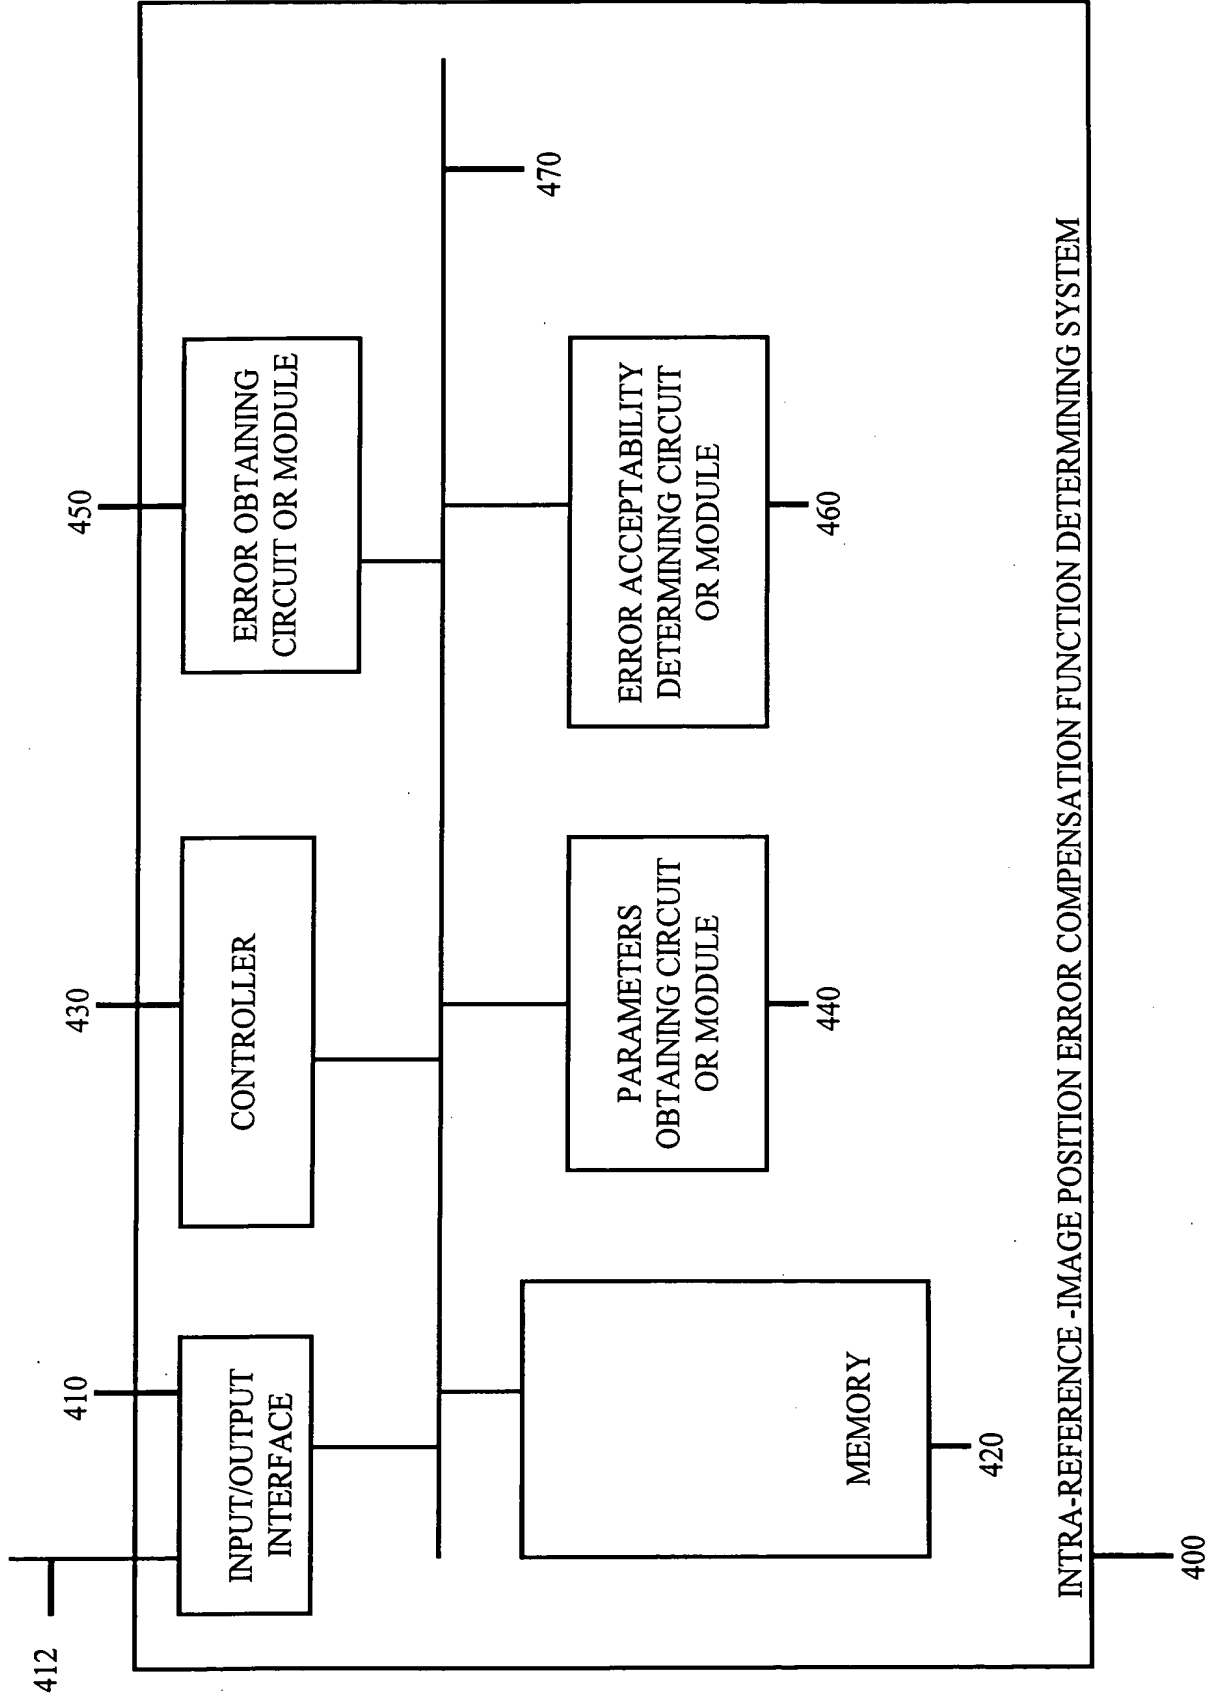 412
410
430
450
INPUT/OUTPUT
INTERFACE
CONTROLLER
ERROR OBTAINING
CIRCUIT OR MODULE
470
MEMORY
PARAMETERS
OBTAINING CIRCUIT
OR MODULE
ERROR ACCEPTABILITY
DETERMINING CIRCUIT
OR MODULE
420
440
460
INTRA-REFERENCE -IMAGE POSITION ERROR COMPENSATION FUNCTION DETERMINING SYSTEM
400